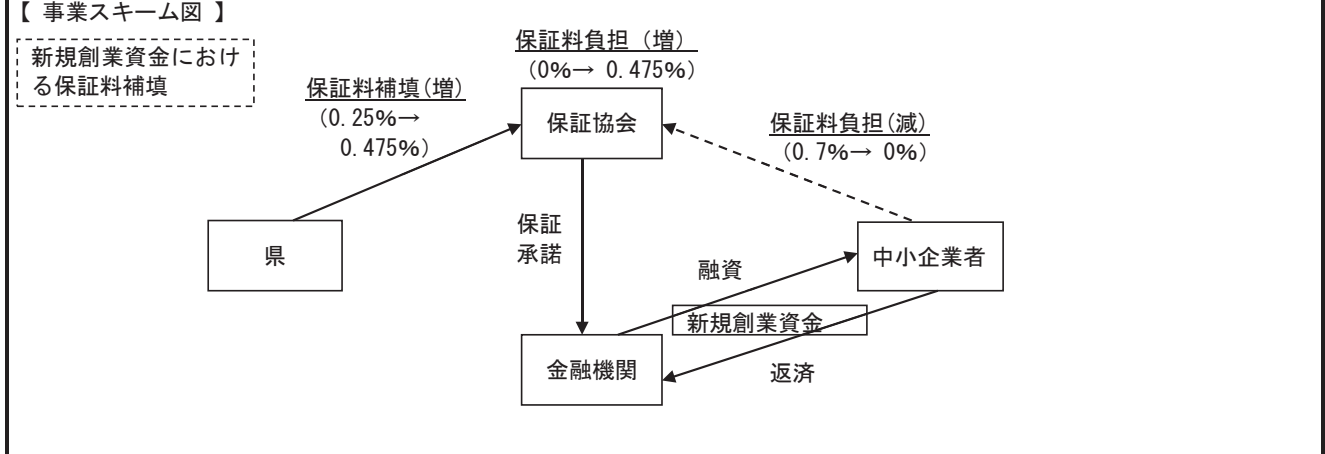 【 事業スキーム図 】
新規創業資金におけ
る保証料補填
保証料負担（増）
（0%→ 0.475%）
保証料補填(増)
（0.25%→
0.475%）
保証協会
保証料負担(減)
（0.7%→ 0%）
県
保証
承諾
融資
中小企業者
新規創業資金
金融機関
返済